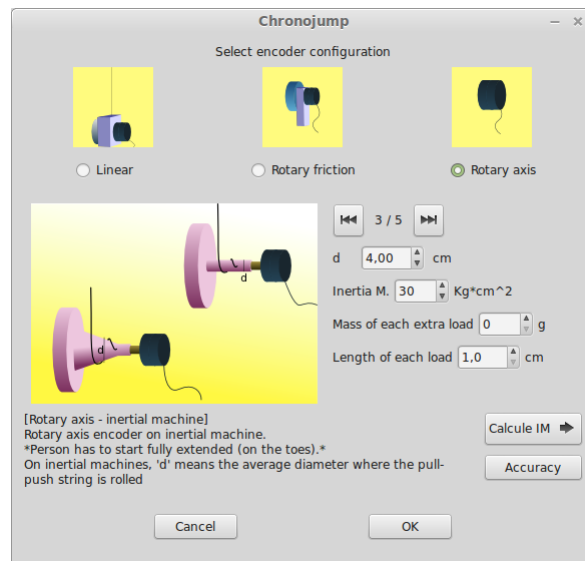 Chronojump
Select encoder configuration
Linear
Rotary friction
Rotary axis
3 / 5
d 4,00 cm
Inertia M. 30 Kg*cm^2
Mass of each extra load 0 g
Length of each load 1,0 cm
d
d
[Rotary axis - inertial machine]
Rotary axis encoder on inertial machine.
*Person has to start fully extended (on the toes).*
On inertial machines, 'd' means the average diameter where the pull-
push string is rolled
Calcule IM
Accuracy
Cancel
OK